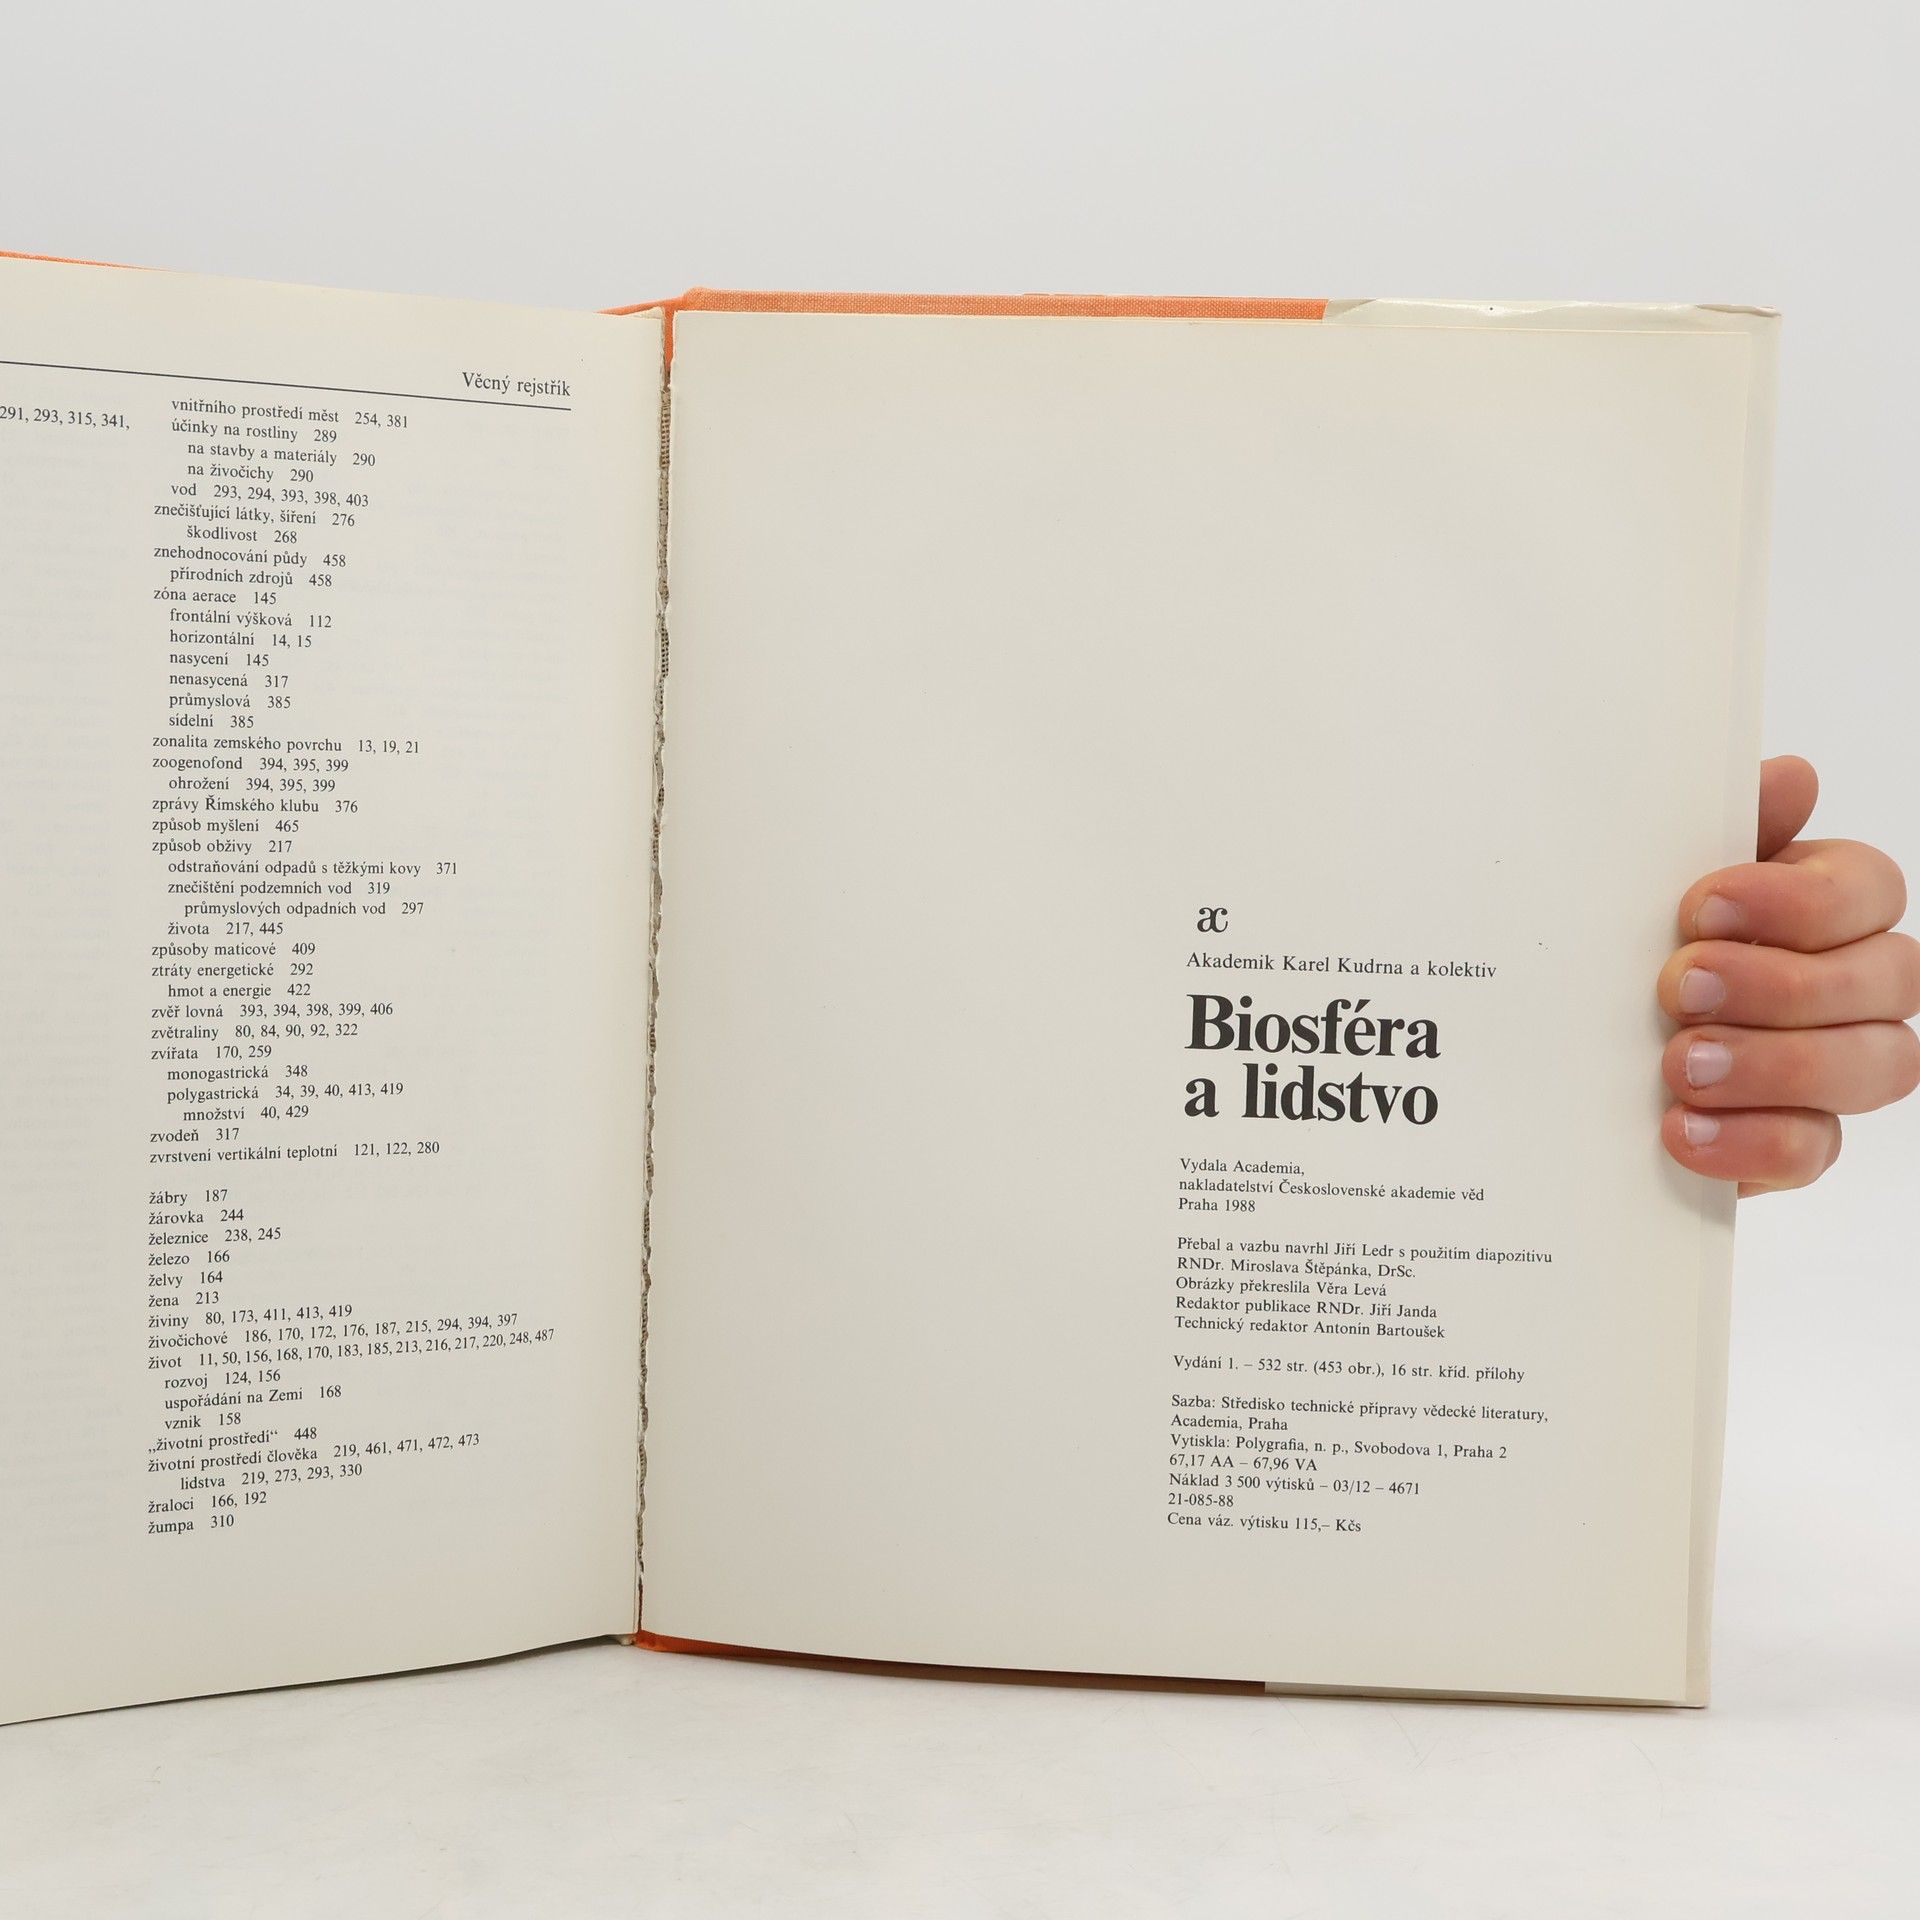 Věcný rejstřík
291, 293, 315, 341,
vnitřního prostředí měst 254, 381
účinky na rostliny 289
na stavby a materiály 290
na živočichy 290
vod 293, 294, 393, 398, 403
znečišťující látky, šíření 276
škodlivost 268
znehodnocování půdy 458
přírodních zdrojů 458
zóna aerace 145
frontální výšková 112
horizontální 14, 15
nasycení 145
nenasycená 317
průmyslová 385
sídelní 385
zonalita zemského povrchu 13, 19, 21
zoogenofond 394, 395, 399
ohrožení 394, 395, 399
zprávy Římského klubu 376
způsob myšlení 465
způsob obživy 217
odstraňování odpadů s těžkými kovy 371
znečištění podzemních vod 319
průmyslových odpadních vod 297
života 217, 445
způsoby maticové 409
ztráty energetické 292
hmot a energie 422
zvěř lovná 393, 394, 398, 399, 406
zvětraliny 80, 84, 90, 92, 322
zvířata 170, 259
monogastrická 348
polygastrická 34, 39, 40, 413, 419
množství 40, 429
zvodeň 317
zvrstvení vertikální teplotní 121, 122, 280
žábry 187
žárovka 244
železnice 238, 245
železo 166
želvy 164
žena 213
živiny 80, 173, 411, 413, 419
živočichové 186, 170, 172, 176, 187, 215, 294, 394, 397
život 11, 50, 156, 168, 170, 183, 185, 213, 216, 217, 220, 248, 487
rozvoj 124, 156
uspořádání na Zemi 168
vznik 158
„životní prostředí“ 448
životní prostředí člověka 219, 461, 471, 472, 473
lidstva 219, 273, 293, 330
žraloci 166, 192
žumpa 310
ac
Akademik Karel Kudrna a kolektiv
Biosféra
a lidstvo
Vydala Academia,
nakladatelství Československé akademie věd
Praha 1988
Přebal a vazbu navrhl Jiří Ledr s použitím diapozitivu
RNDr. Miroslava Štěpánka, DrSc.
Obrázky překreslila Věra Levá
Redaktor publikace RNDr. Jiří Janda
Technický redaktor Antonín Bartoušek
Vydání 1. – 532 str. (453 obr.), 16 str. kříd. přílohy
Sazba: Středisko technické přípravy vědecké literatury,
Academia, Praha
Vytiskla: Polygrafia, n. p., Svobodova 1, Praha 2
67,17 AA – 67,96 VA
Náklad 3 500 výtisků – 03/12 – 4671
21-085-88
Cena váz. výtisku 115,– Kčs